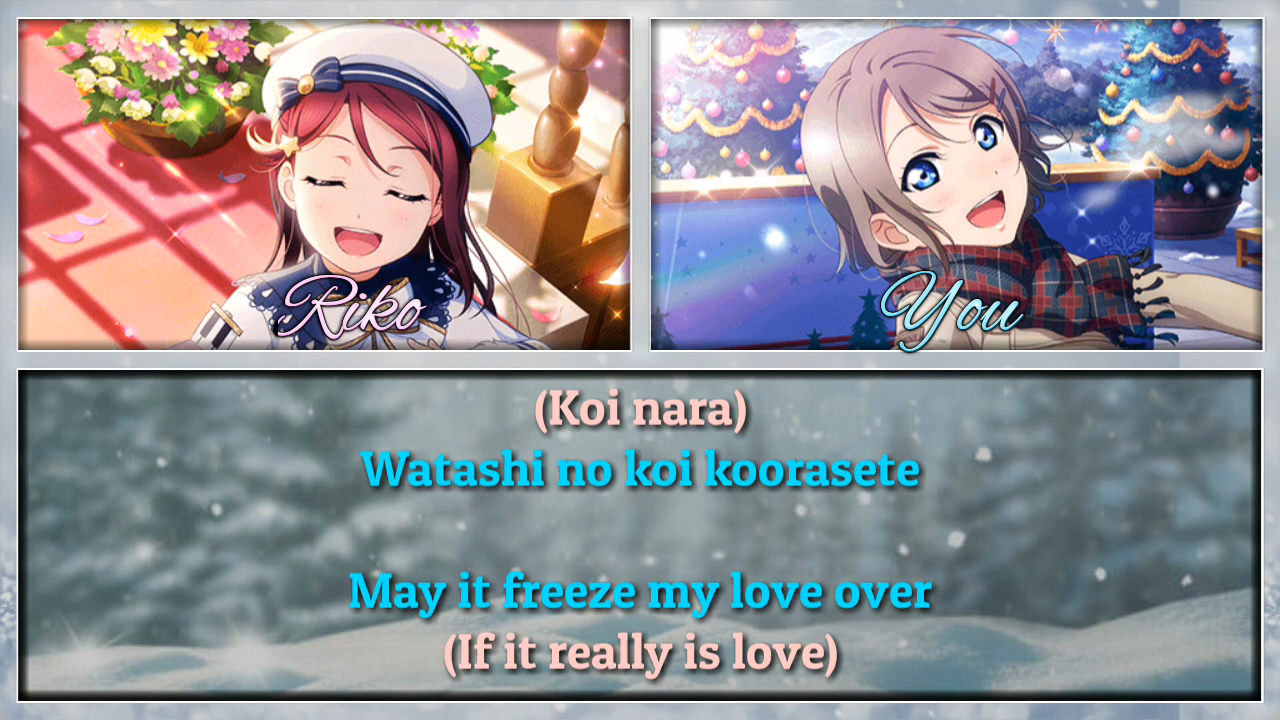 Riko
You
(Koi nara)
Watashi no koi koorasete
May it freeze my love over
(If it really is love)